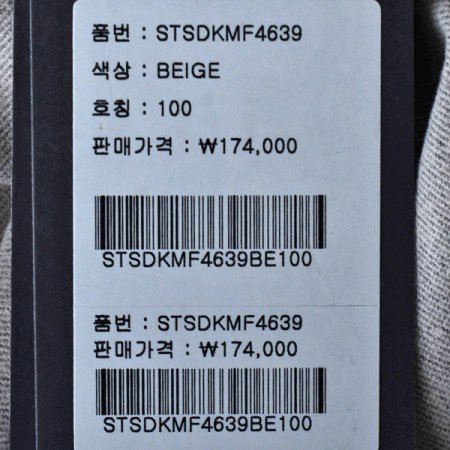 품번 : STSDKMF4639
색상 : BEIGE
호칭 : 100
판매가격 : ₩174,000
STSDKMF4639BE100
품번 : STSDKMF4639
판매가격 : ₩174,000
STSDKMF4639BE100